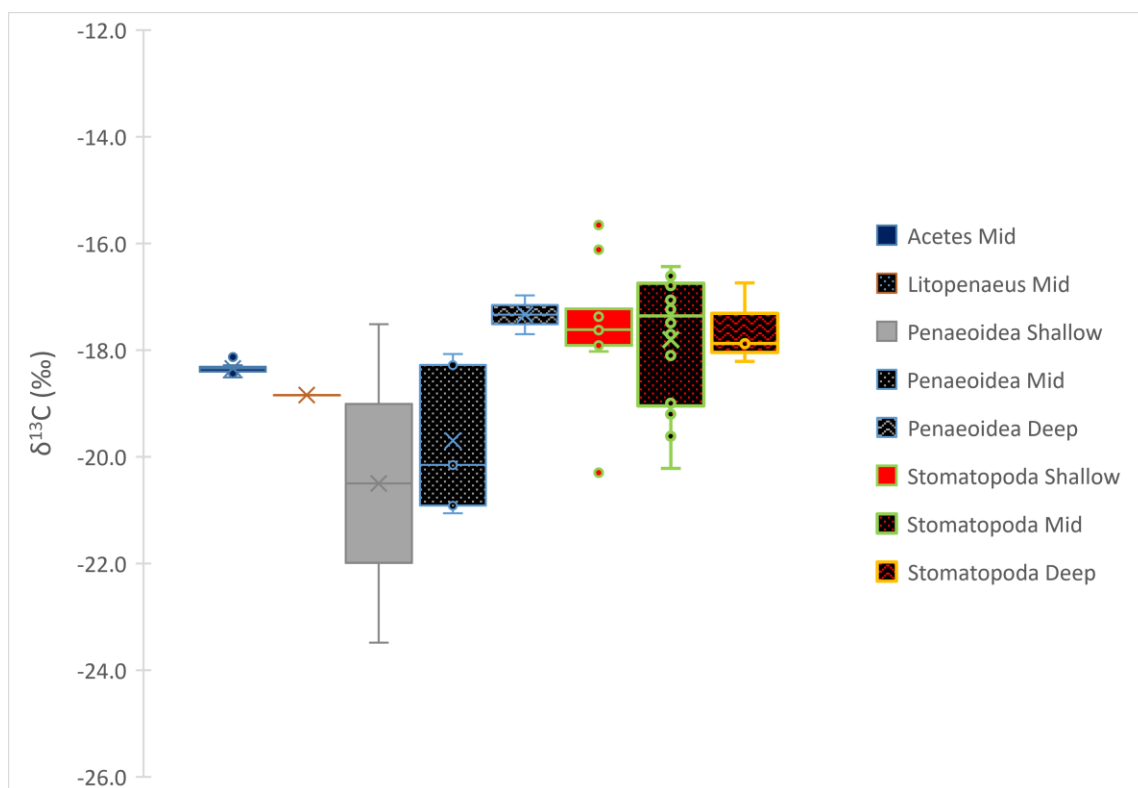 -12.0
-14.0
-16.0
-18.0
-20.0
-22.0
-24.0
-26.0
δ¹³C (‰)
Acetes Mid
Litopenaeus Mid
Penaeoidea Shallow
Penaeoidea Mid
Penaeoidea Deep
Stomatopoda Shallow
Stomatopoda Mid
Stomatopoda Deep